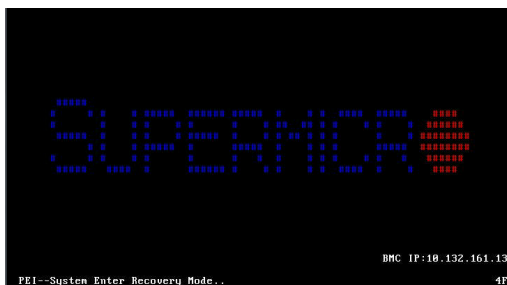 SUPERMICRO
BMC IP:10.132.161.13
PEI--System Enter Recovery Mode..
4F